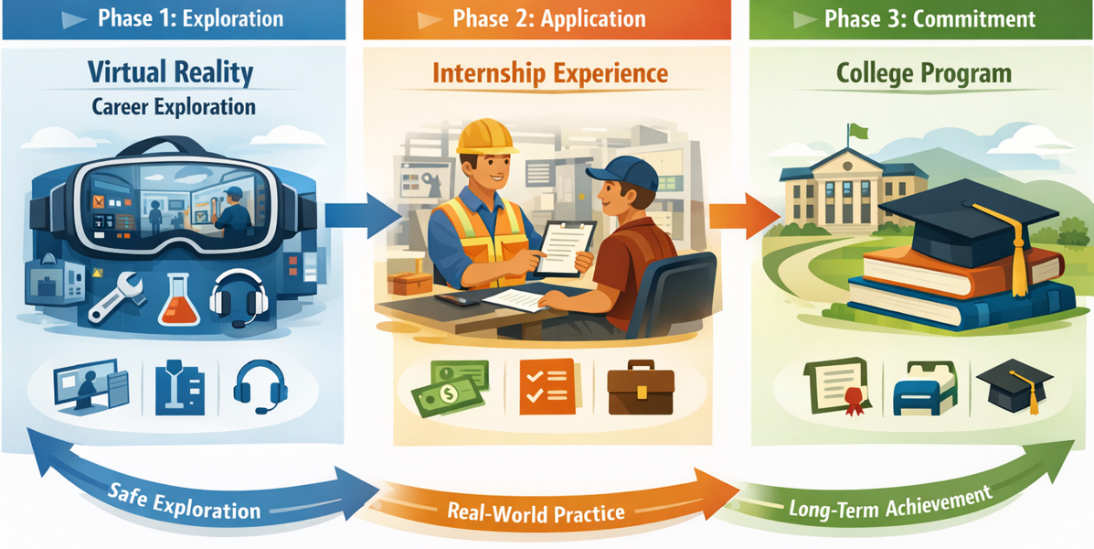 Phase 1: Exploration
Virtual Reality
Career Exploration
Phase 2: Application
Internship Experience
Phase 3: Commitment
College Program
$
Safe Exploration
Real-World Practice
Long-Term Achievement